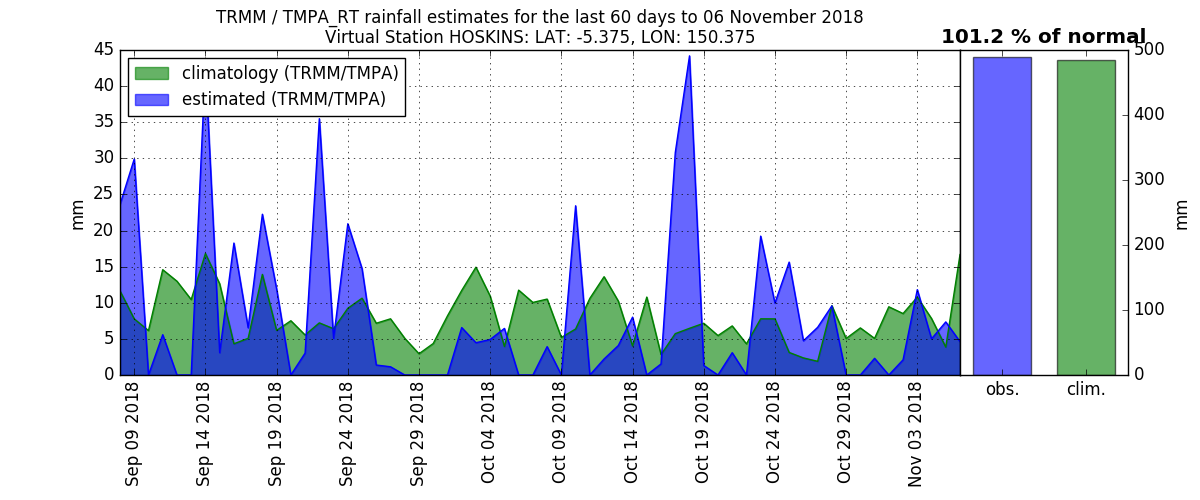 TRMM / TMPA_RT rainfall estimates for the last 60 days to 06 November 2018
Virtual Station HOSKINS: LAT: -5.375, LON: 150.375
101.2 % of normal
climatology (TRMM/TMPA)
estimated (TRMM/TMPA)
45
40
35
30
25
20
15
10
5
0
mm
Sep 09 2018
Sep 14 2018
Sep 19 2018
Sep 24 2018
Sep 29 2018
Oct 04 2018
Oct 09 2018
Oct 14 2018
Oct 19 2018
Oct 24 2018
Oct 29 2018
Nov 03 2018
obs.
clim.
500
400
300
200
100
0
mm